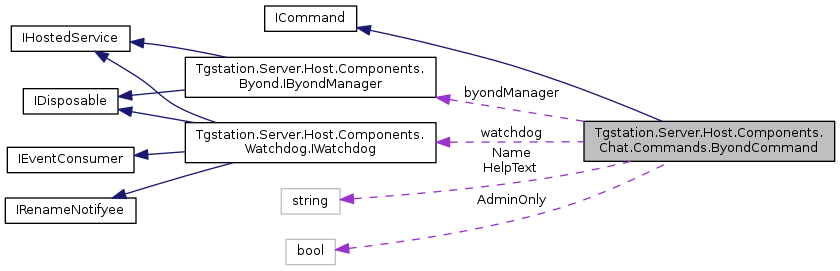 ICommand
IHostedService
Tgstation.Server.Host.Components.
Byond.IByondManager
IDisposable
byondManager
Tgstation.Server.Host.Components.
Chat.Commands.ByondCommand
Tgstation.Server.Host.Components.
Watchdog.IWatchdog
watchdog
IEventConsumer
Name
HelpText
string
AdminOnly
IRenameNotifyee
bool